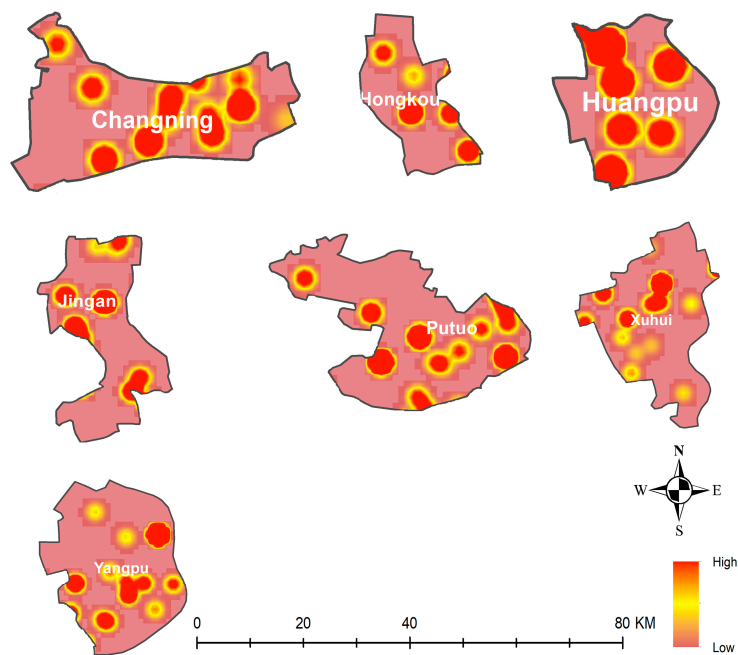 Changning
Hongkou
Huangpu
Jingan
Putuo
Xuhui
N
W E
S
Yangpu
High
Low
0 20 40 80 KM